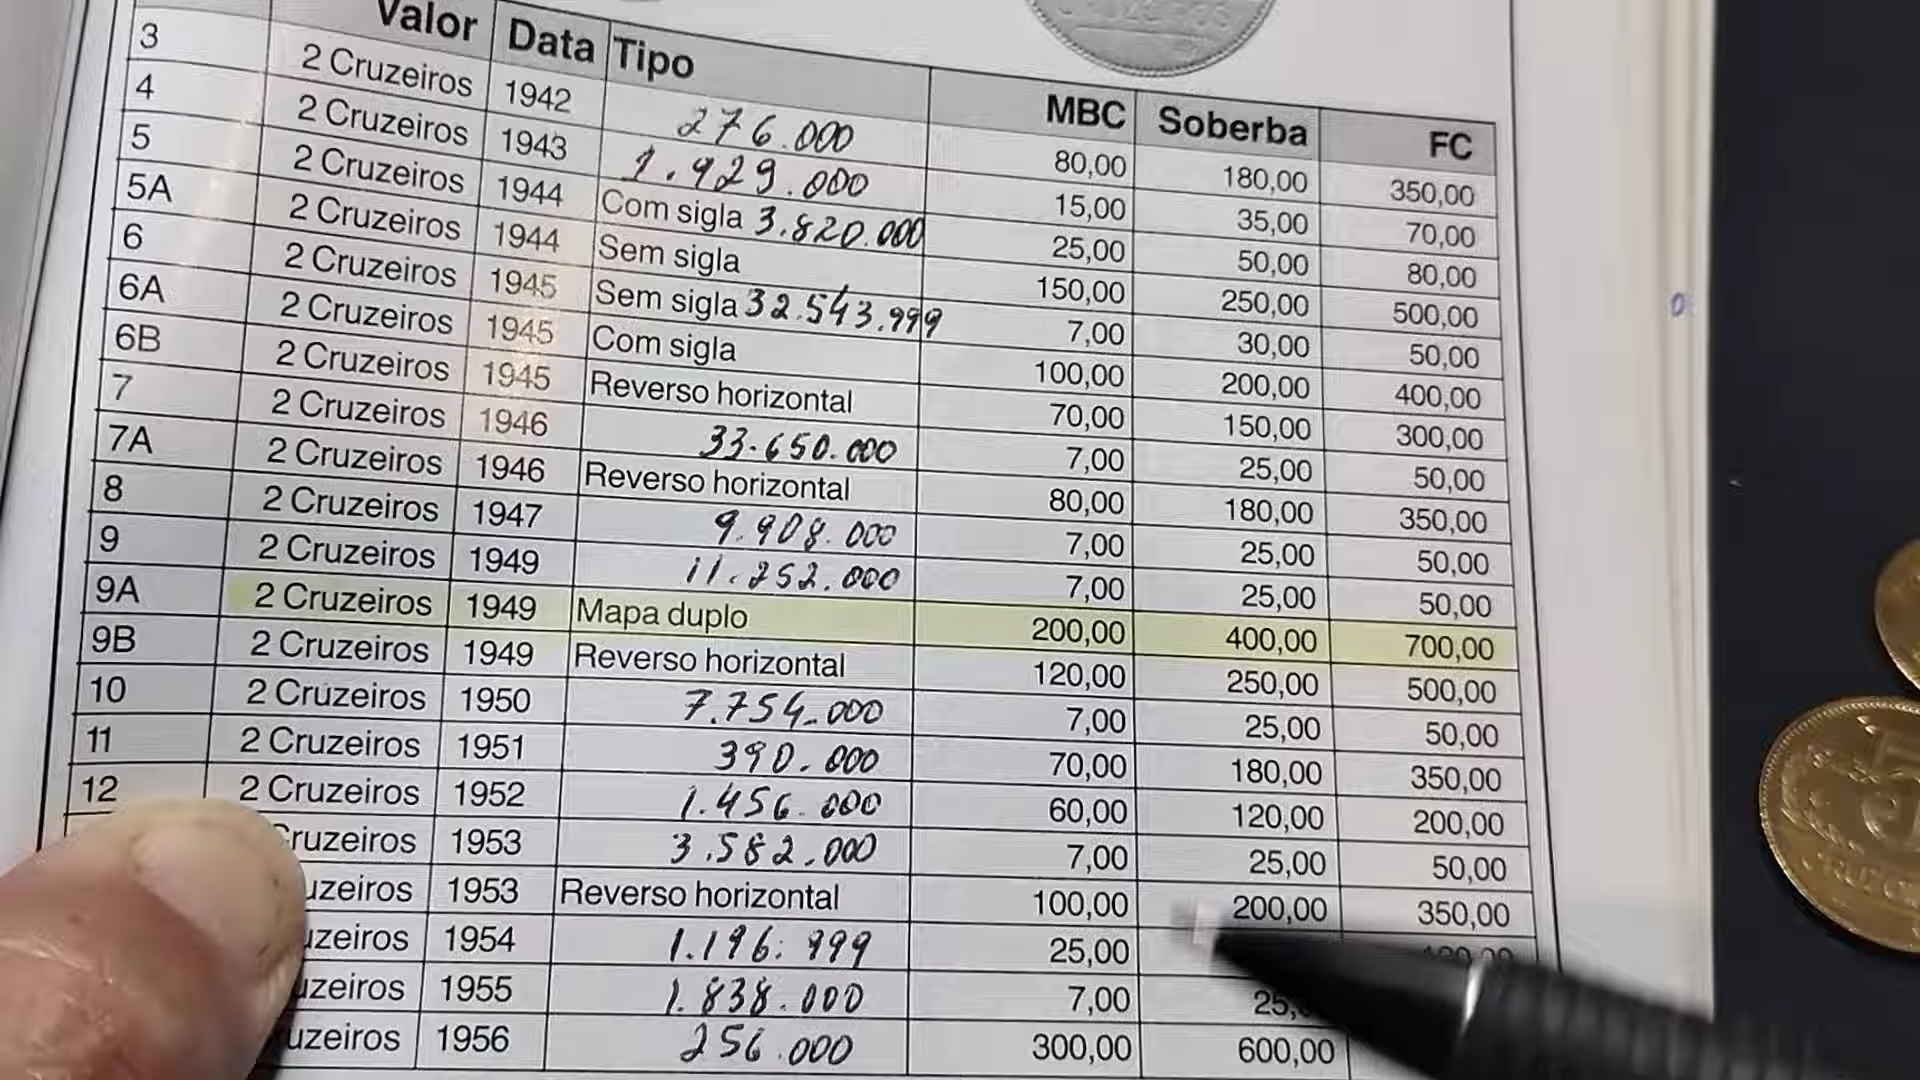 Valor Data Tipo MBC Soberba FC
3 2 Cruzeiros 1942 276.000 80,00 180,00 350,00
4 2 Cruzeiros 1943 1.929.000 15,00 35,00 70,00
5 2 Cruzeiros 1944 Com sigla 3.820.000 25,00 50,00 80,00
5A 2 Cruzeiros 1944 Sem sigla 150,00 250,00 500,00
6 2 Cruzeiros 1945 Sem sigla 32.543.999 7,00 30,00 50,00
6A 2 Cruzeiros 1945 Com sigla 100,00 200,00 400,00
6B 2 Cruzeiros 1945 Reverso horizontal 70,00 150,00 300,00
7 2 Cruzeiros 1946 33.650.000 7,00 25,00 50,00
7A 2 Cruzeiros 1946 Reverso horizontal 80,00 180,00 350,00
8 2 Cruzeiros 1947 9.908.000 7,00 25,00 50,00
9 2 Cruzeiros 1949 11.252.000 7,00 25,00 50,00
9A 2 Cruzeiros 1949 Mapa duplo 200,00 400,00 700,00
9B 2 Cruzeiros 1949 Reverso horizontal 120,00 250,00 500,00
10 2 Cruzeiros 1950 7.754.000 7,00 25,00 50,00
11 2 Cruzeiros 1951 390.000 70,00 180,00 350,00
12 2 Cruzeiros 1952 1.456.000 60,00 120,00 200,00
ruzeiros 1953 3.582.000 7,00 25,00 50,00
uzeiros 1953 Reverso horizontal 100,00 200,00 350,00
uzeiros 1954 1.196.999 25,00
uzeiros 1955 1.838.000 7,00
uzeiros 1956 256.000 300,00 600,00